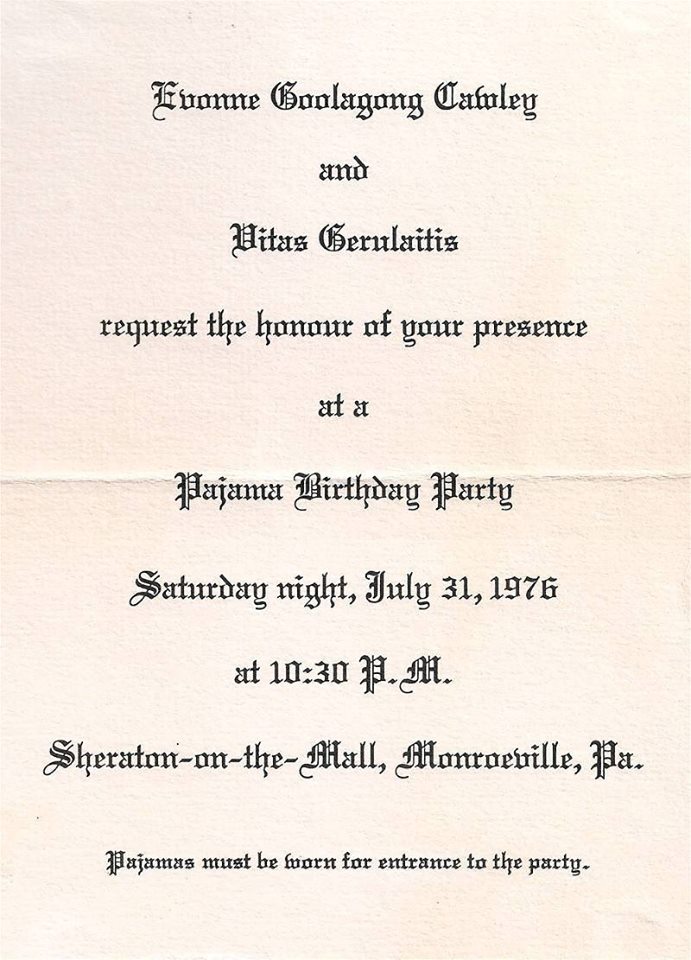 Evonne Goolagong Cawley
and
Vitas Gerulaitis
request the honour of your presence
at a
Pajama Birthday Party
Saturday night, July 31, 1976
at 10:30 P.M.
Sheraton-on-the-Mall, Monroeville, Pa.
Pajamas must be worn for entrance to the party.